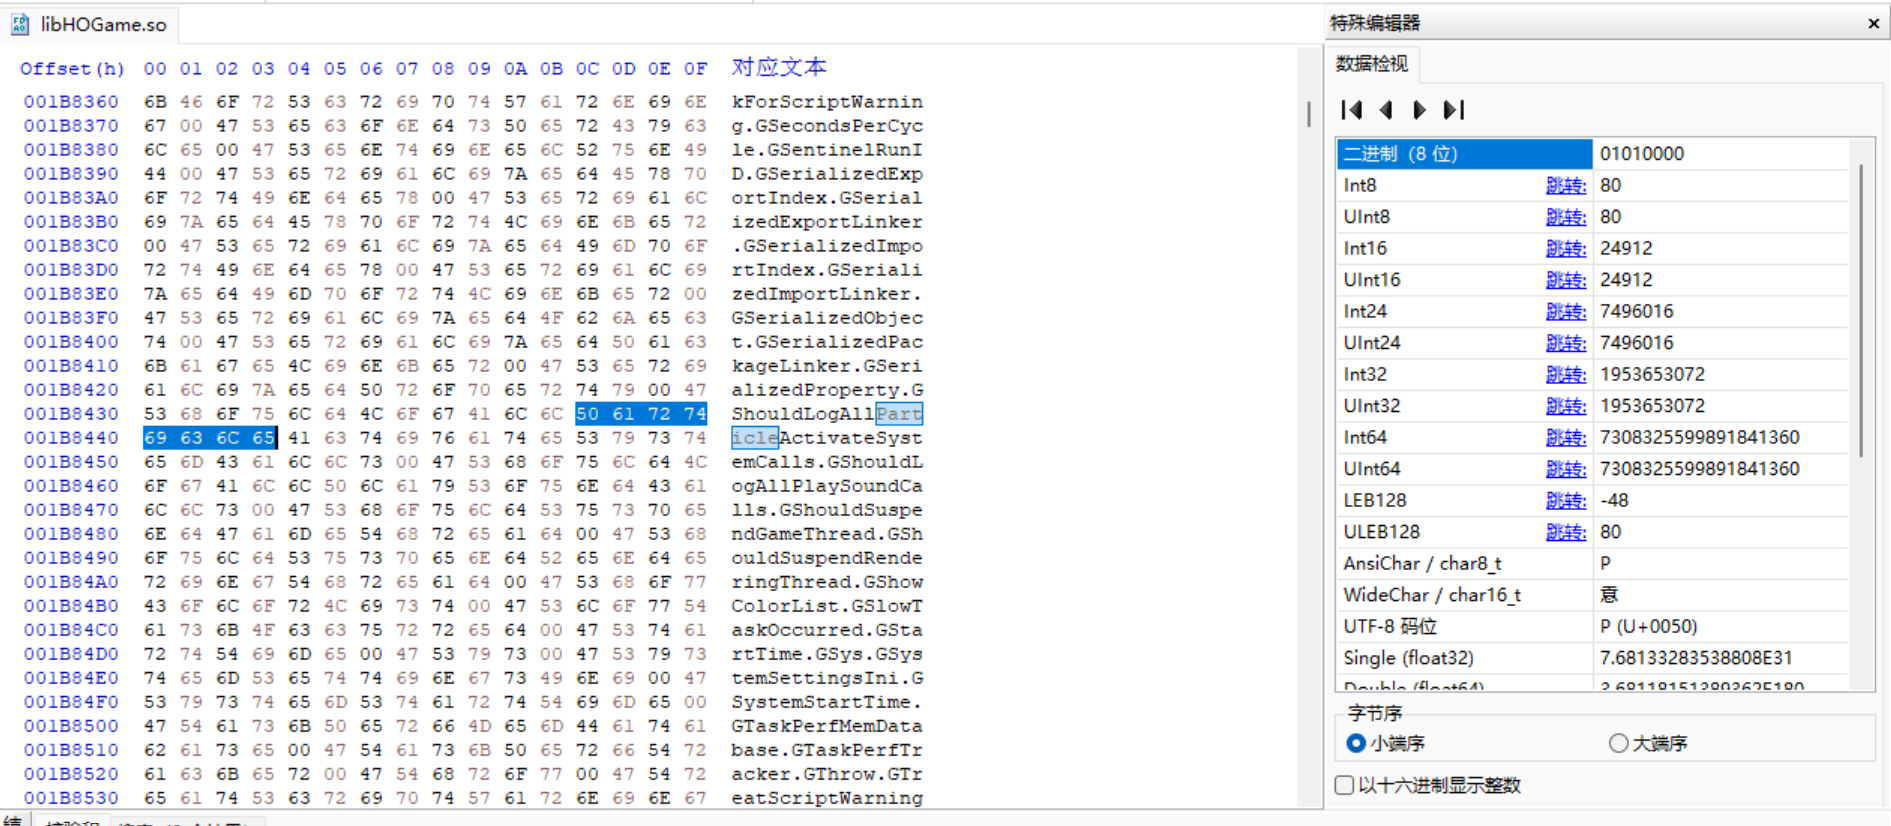 libHOGame.so
Offset(h) 00 01 02 03 04 05 06 07 08 09 0A 0B 0C 0D 0E 0F 对应文本
001B8360 6B 46 6F 72 53 63 72 69 70 74 57 61 72 6E 69 6E kForScriptWarnin
001B8370 67 00 47 53 65 63 6F 6E 64 73 50 65 72 43 79 63 g.GSecondsPerCyc
001B8380 6C 65 00 47 53 65 6E 74 69 6E 65 6C 52 75 6E 49 le.GSentinelRunI
001B8390 44 00 47 53 65 72 69 61 6C 69 7A 65 64 45 78 70 D.GSerializedExp
001B83A0 6F 72 74 49 6E 64 65 78 00 47 53 65 72 69 61 6C ortIndex.GSerial
001B83B0 69 7A 65 64 45 78 70 6F 72 74 4C 69 6E 6B 65 72 izedExportLinker
001B83C0 00 47 53 65 72 69 61 6C 69 7A 65 64 49 6D 70 6F .GSerializedImpo
001B83D0 72 74 49 6E 64 65 78 00 47 53 65 72 69 61 6C 69 rtIndex.GSeriali
001B83E0 7A 65 64 49 6D 70 6F 72 74 4C 69 6E 6B 65 72 00 zedImportLinker.
001B83F0 47 53 65 72 69 61 6C 69 7A 65 64 4F 62 6A 65 63 GSerializedObjec
001B8400 74 00 47 53 65 72 69 61 6C 69 7A 65 64 50 61 63 t.GSerializedPac
001B8410 6B 61 67 65 4C 69 6E 6B 65 72 00 47 53 65 72 69 kageLinker.GSeri
001B8420 61 6C 69 7A 65 64 50 72 6F 70 65 72 74 79 00 47 alizedProperty.G
001B8430 53 68 6F 75 6C 64 4C 6F 67 41 6C 6C 50 61 72 74 ShouldLogAllPart
001B8440 69 63 6C 65 41 63 74 69 76 61 74 65 53 79 73 74 icleActivateSyst
001B8450 65 6D 43 61 6C 6C 73 00 47 53 68 6F 75 6C 64 4C emCalls.GShouldL
001B8460 6F 67 41 6C 6C 50 6C 61 79 53 6F 75 6E 64 43 61 ogAllPlaySoundCa
001B8470 6C 6C 73 00 47 53 68 6F 75 6C 64 53 75 73 70 65 lls.GShouldSuspe
001B8480 6E 64 47 61 6D 65 54 68 72 65 61 64 00 47 53 68 ndGameThread.GSh
001B8490 6F 75 6C 64 53 75 73 70 65 6E 64 52 65 6E 64 65 ouldSuspendRende
001B84A0 72 69 6E 67 54 68 72 65 61 64 00 47 53 68 6F 77 ringThread.GShow
001B84B0 43 6F 6C 6F 72 4C 69 73 74 00 47 53 6C 6F 77 54 ColorList.GSlowT
001B84C0 61 73 6B 4F 63 63 75 72 72 65 64 00 47 53 74 61 askOccurred.GSta
001B84D0 72 74 54 69 6D 65 00 47 53 79 73 00 47 53 79 73 rtTime.GSys.GSys
001B84E0 74 65 6D 53 65 74 74 69 6E 67 73 49 6E 69 00 47 temSettingsIni.G
001B84F0 53 79 73 74 65 6D 53 74 61 72 74 54 69 6D 65 00 SystemStartTime.
001B8500 47 54 61 73 6B 50 65 72 66 4D 65 6D 44 61 74 61 GTaskPerfMemData
001B8510 62 61 73 65 00 47 54 61 73 6B 50 65 72 66 54 72 base.GTaskPerfTr
001B8520 61 63 6B 65 72 00 47 54 68 72 6F 77 00 47 54 72 acker.GThrow.GTr
001B8530 65 61 74 53 63 72 69 70 74 57 61 72 6E 69 6E 67 eatScriptWarning
特殊编辑器
数据检视
二进制 (8 位) 01010000
Int8 跳转: 80
UInt8 跳转: 80
Int16 跳转: 24912
UInt16 跳转: 24912
Int24 跳转: 7496016
UInt24 跳转: 7496016
Int32 跳转: 1953653072
UInt32 跳转: 1953653072
Int64 跳转: 7308325599891841360
UInt64 跳转: 7308325599891841360
LEB128 跳转: -48
ULEB128 跳转: 80
AnsiChar / char8_t P
WideChar / char16_t 慐
UTF-8 码位 P (U+0050)
Single (float32) 7.68133283538808E31
Double (float64)
字节序
小端序 大端序
以十六进制显示整数